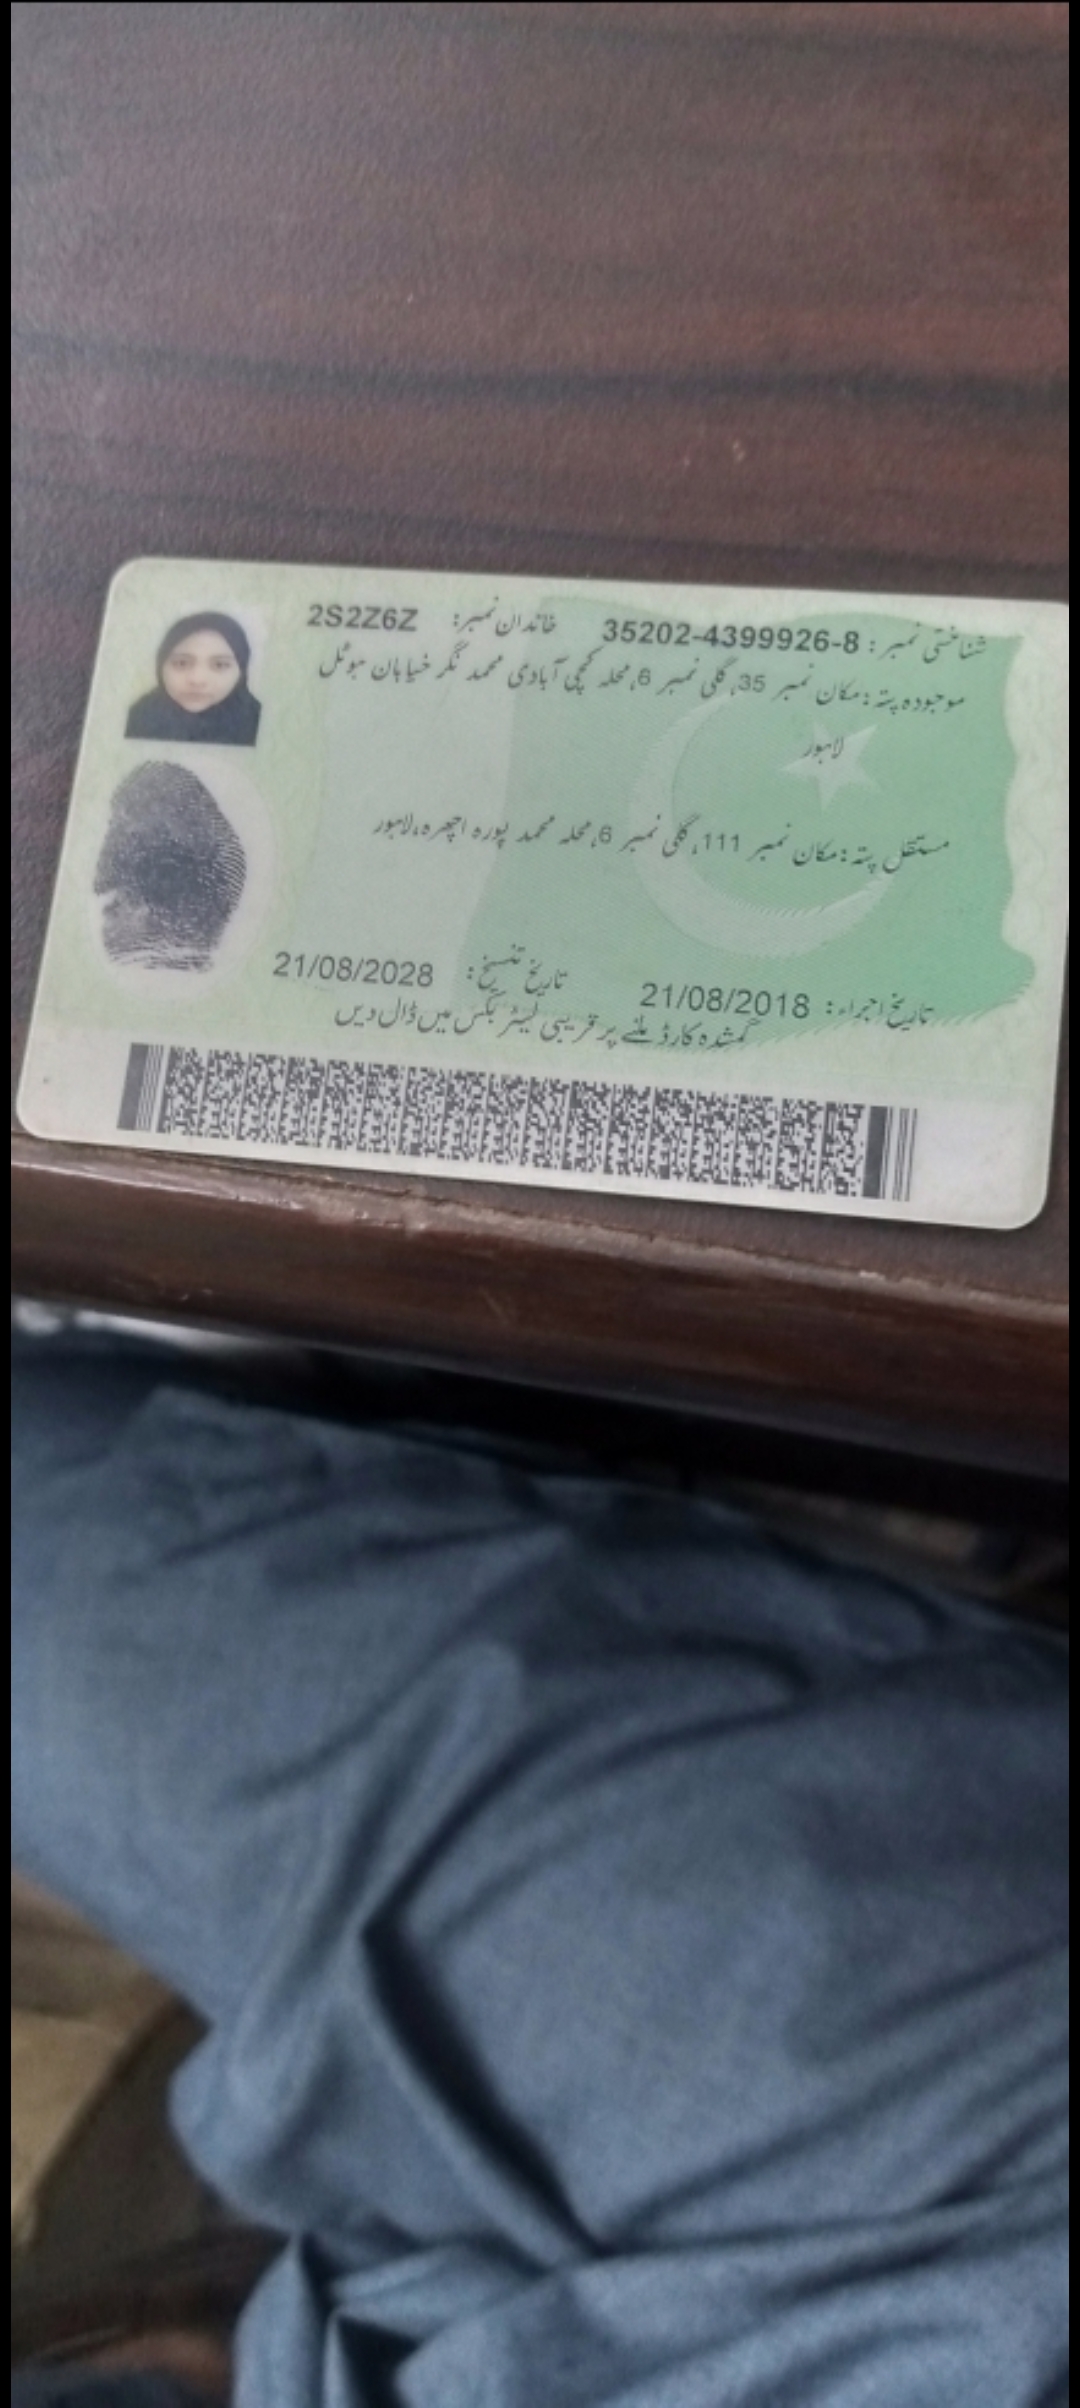 شناختی نمبر: 35202-4399926-8 خاندان نمبر: 2S2Z6Z
موجودہ پتہ: مکان نمبر 35، گلی نمبر 6، محلہ کچی آبادی محمد نگر خیابان ہوٹل
لاہور
مستقل پتہ: مکان نمبر 111، گلی نمبر 6، محلہ محمد پورہ اچھرہ، لاہور
تاریخ اجراء: 21/08/2018 تاریخ تنسیخ: 21/08/2028
گمشدہ کارڈ ملنے پر قریبی لیٹر بکس میں ڈال دیں